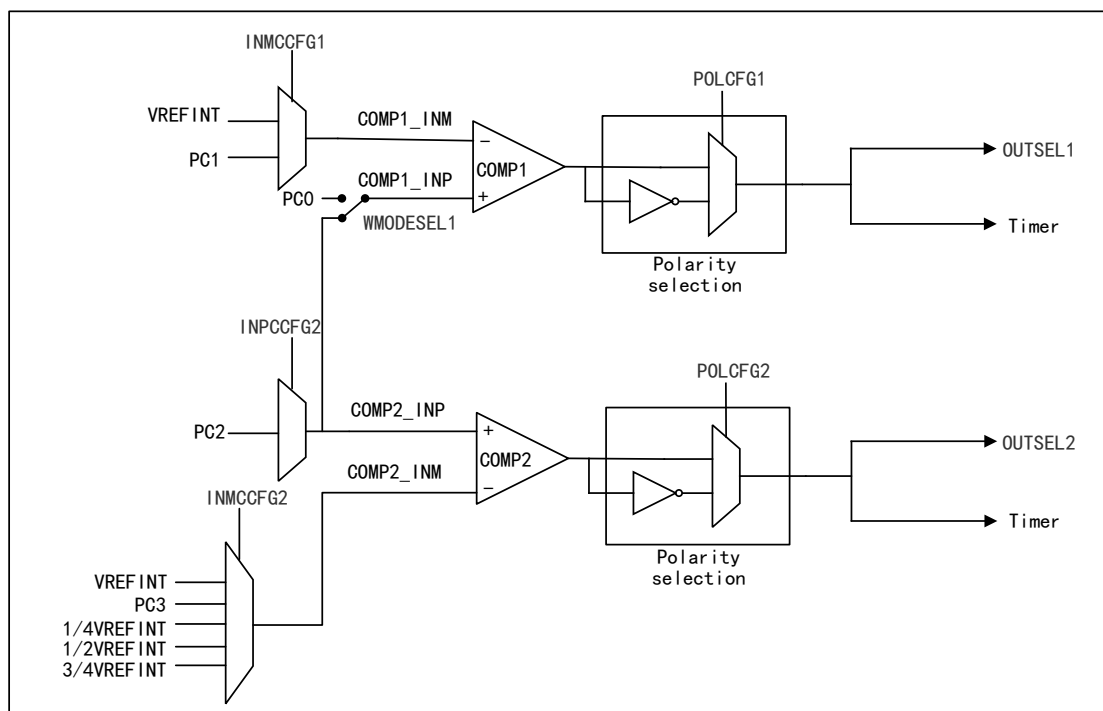 INMCCFG1
POLCFG1
VREFINT
COMP1_INM
−
OUTSEL1
PC1
COMP1
COMP1_INP
+
PC0
WMODESEL1
Timer
Polarity
selection
INPCCFG2
POLCFG2
COMP2_INP
+
OUTSEL2
PC2
COMP2
COMP2_INM
−
INMCCFG2
Timer
Polarity
selection
VREFINT
PC3
1/4VREFINT
1/2VREFINT
3/4VREFINT